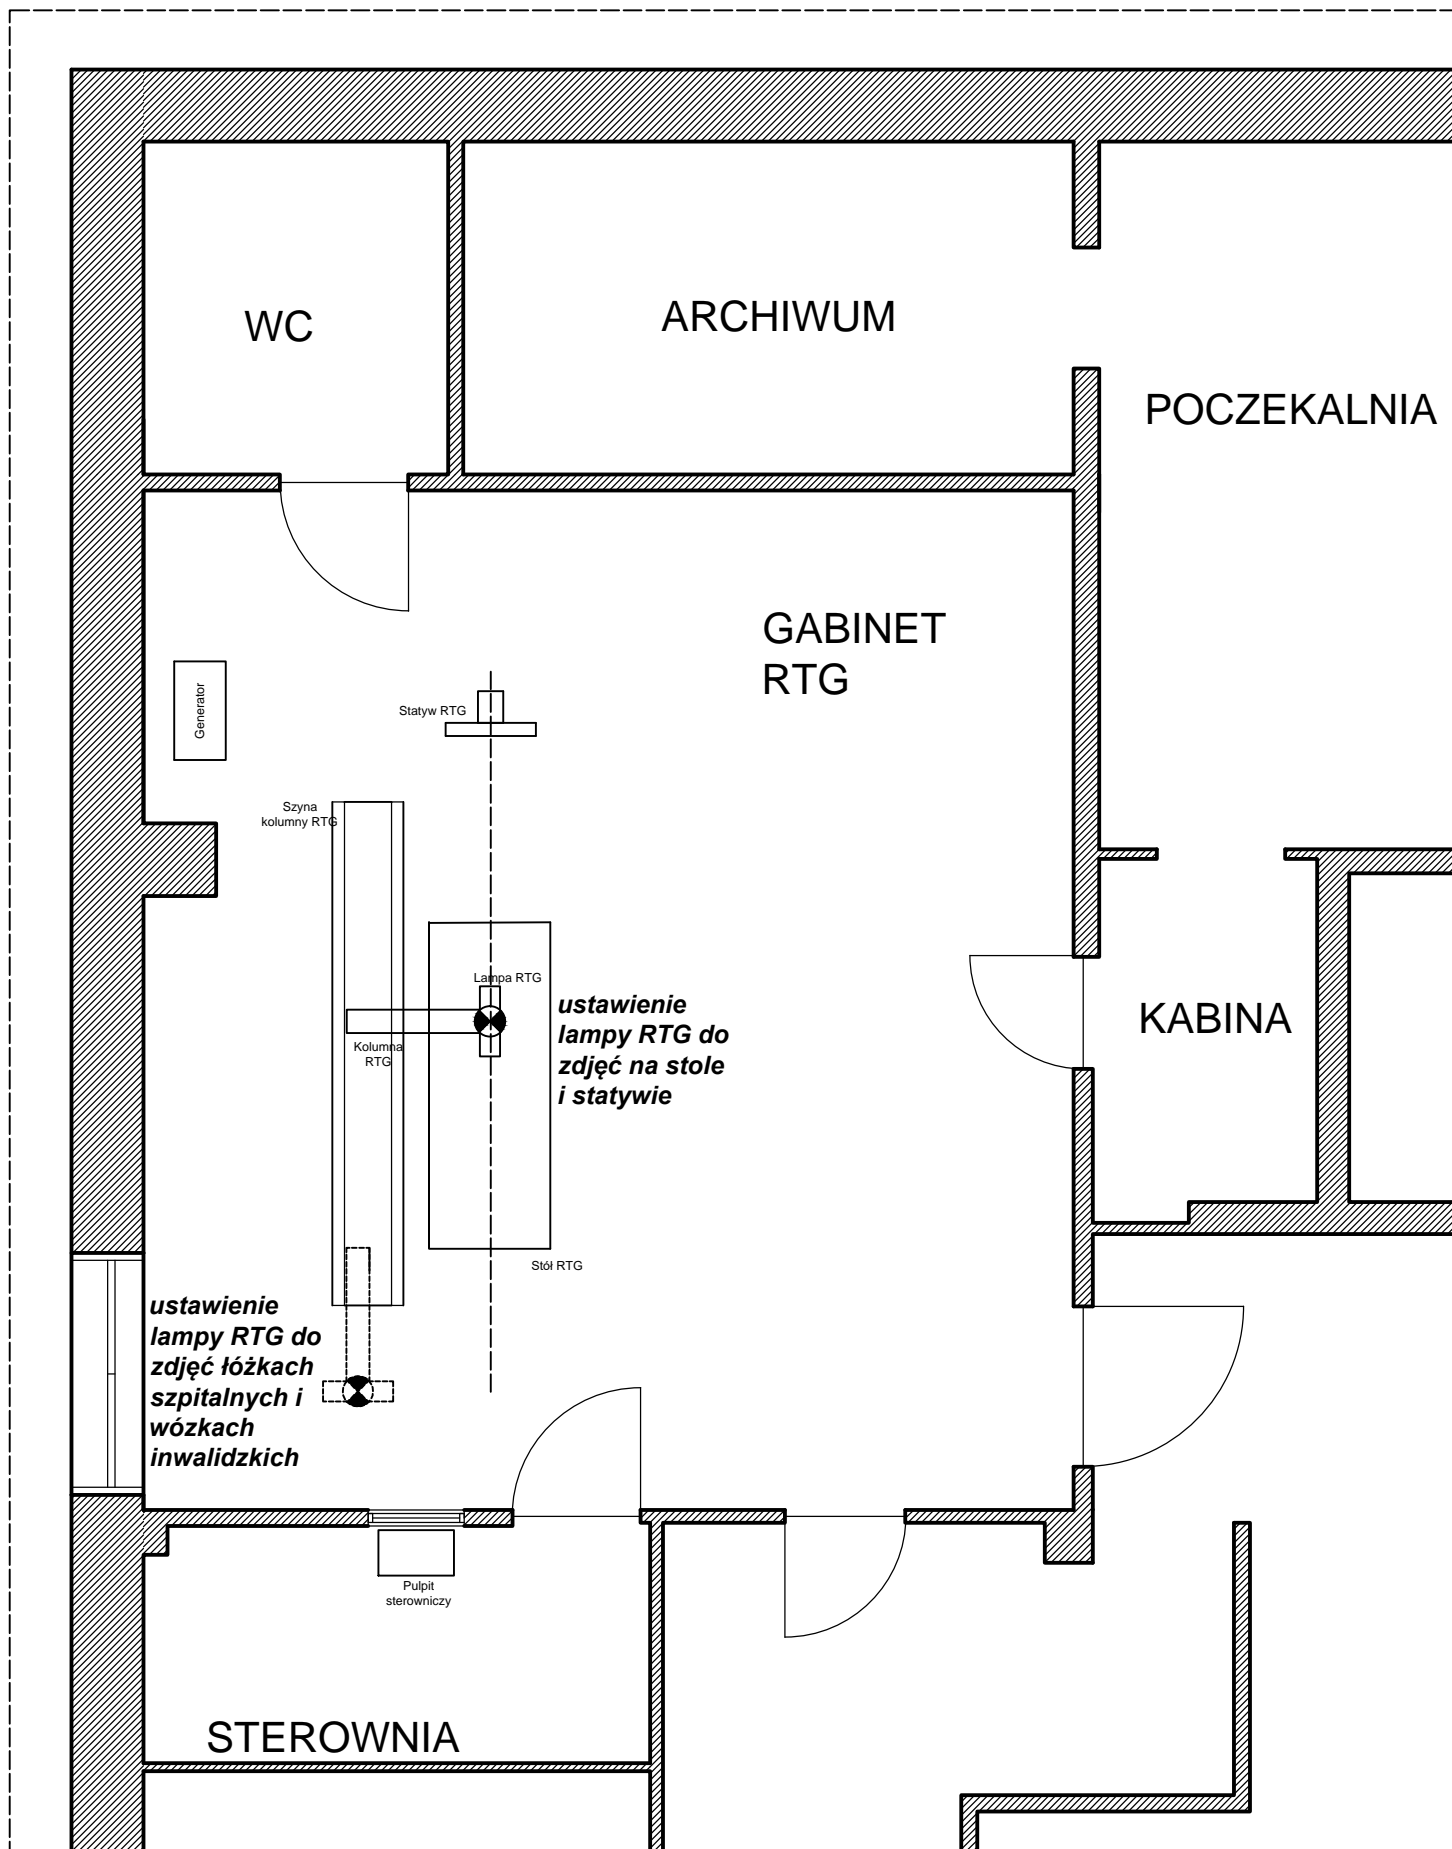 WC
ARCHIWUM
POCZEKALNIA
GABINET
RTG
Generator
Statyw RTG
Szyna
kolumny RTG
Lampa RTG
Kolumna
RTG
ustawienie
lampy RTG do
zdjęć na stole
i statywie
KABINA
Stół RTG
ustawienie
lampy RTG do
zdjęć łóżkach
szpitalnych i
wózkach
inwalidzkich
Pulpit
sterowniczy
STEROWNIA